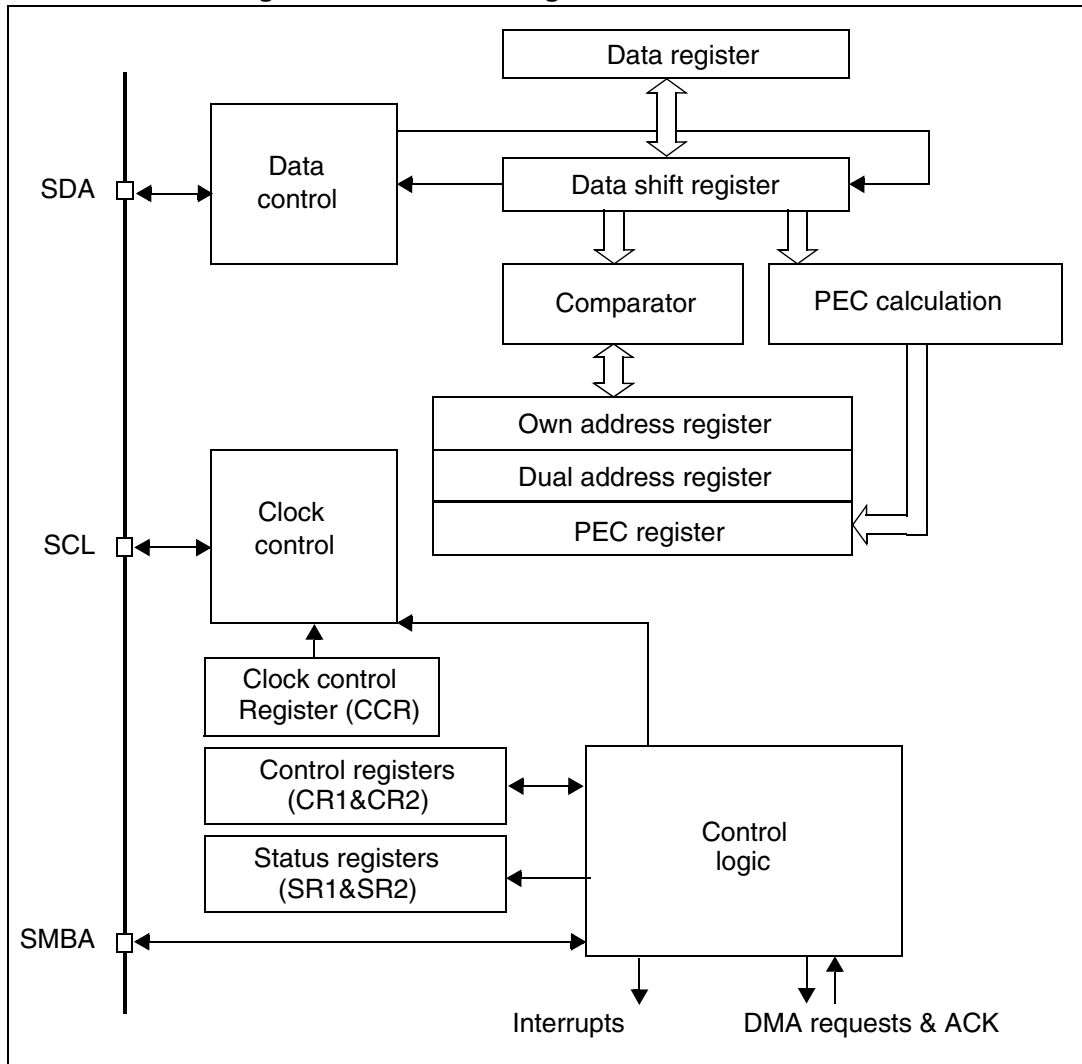 Data register
Data
control
SDA
Data shift register
Comparator
PEC calculation
Own address register
Dual address register
PEC register
Clock
control
SCL
Clock control
Register (CCR)
Control registers
(CR1&CR2)
Control
logic
Status registers
(SR1&SR2)
SMBA
Interrupts
DMA requests & ACK